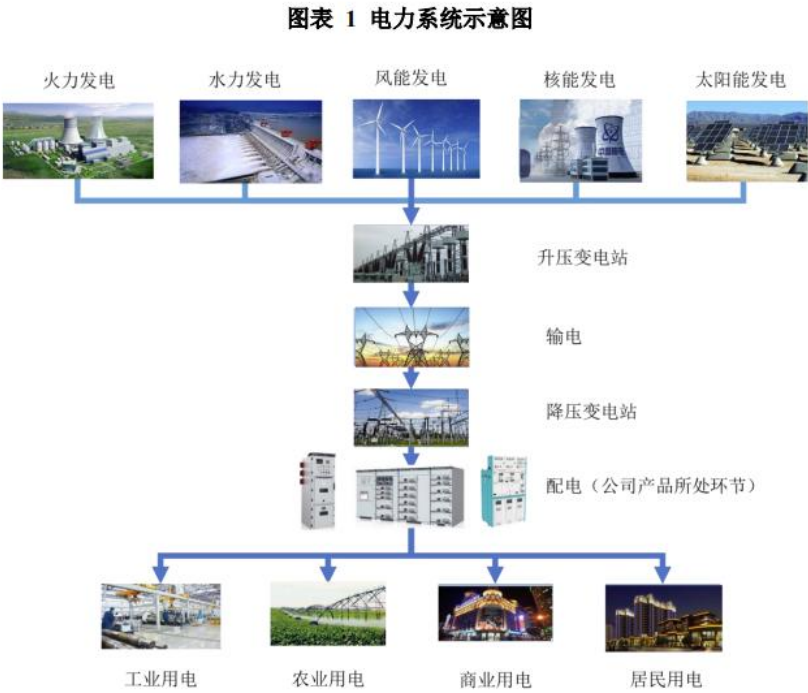 图表 1 电力系统示意图
火力发电
水力发电
风能发电
核能发电
太阳能发电
升压变电站
输电
降压变电站
配电（公司产品所处环节）
工业用电
农业用电
商业用电
居民用电